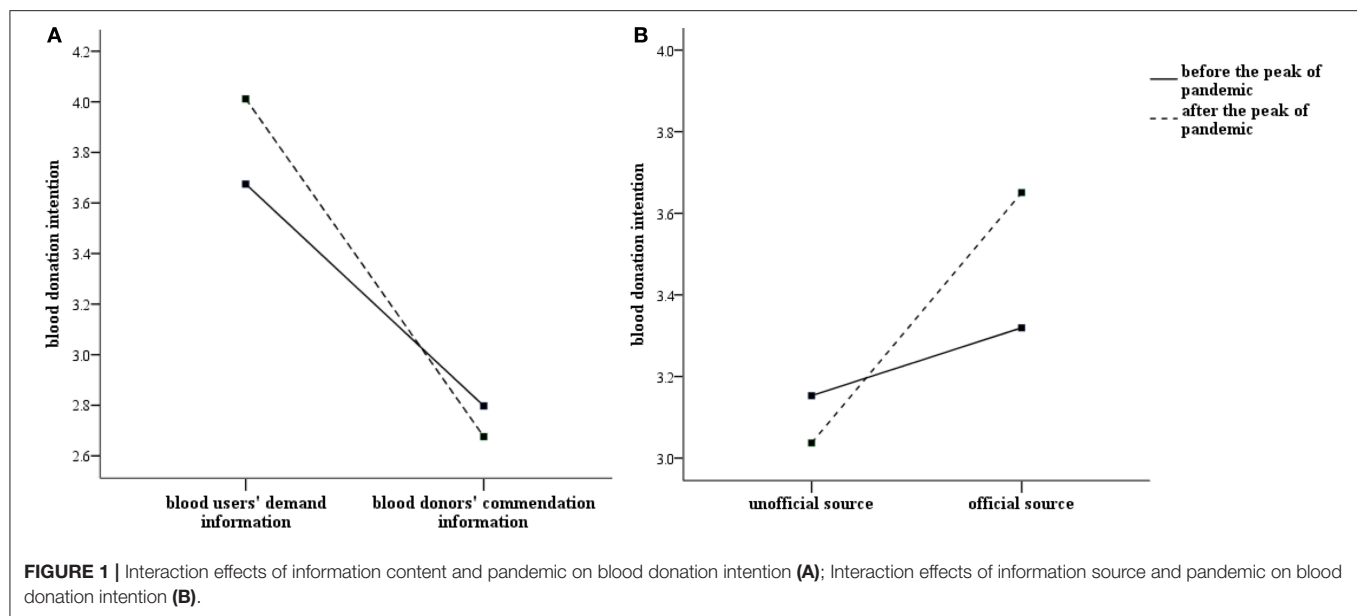 A
4.2
4.0
3.8
3.6
3.4
3.2
3.0
2.8
2.6
blood donation intention
blood users' demand
information
blood donors' commendation
information
B
4.0
3.8
3.6
3.4
3.2
3.0
blood donation intention
unofficial source
official source
before the peak of
pandemic
after the peak of
pandemic
FIGURE 1 | Interaction effects of information content and pandemic on blood donation intention (A); Interaction effects of information source and pandemic on blood
donation intention (B).